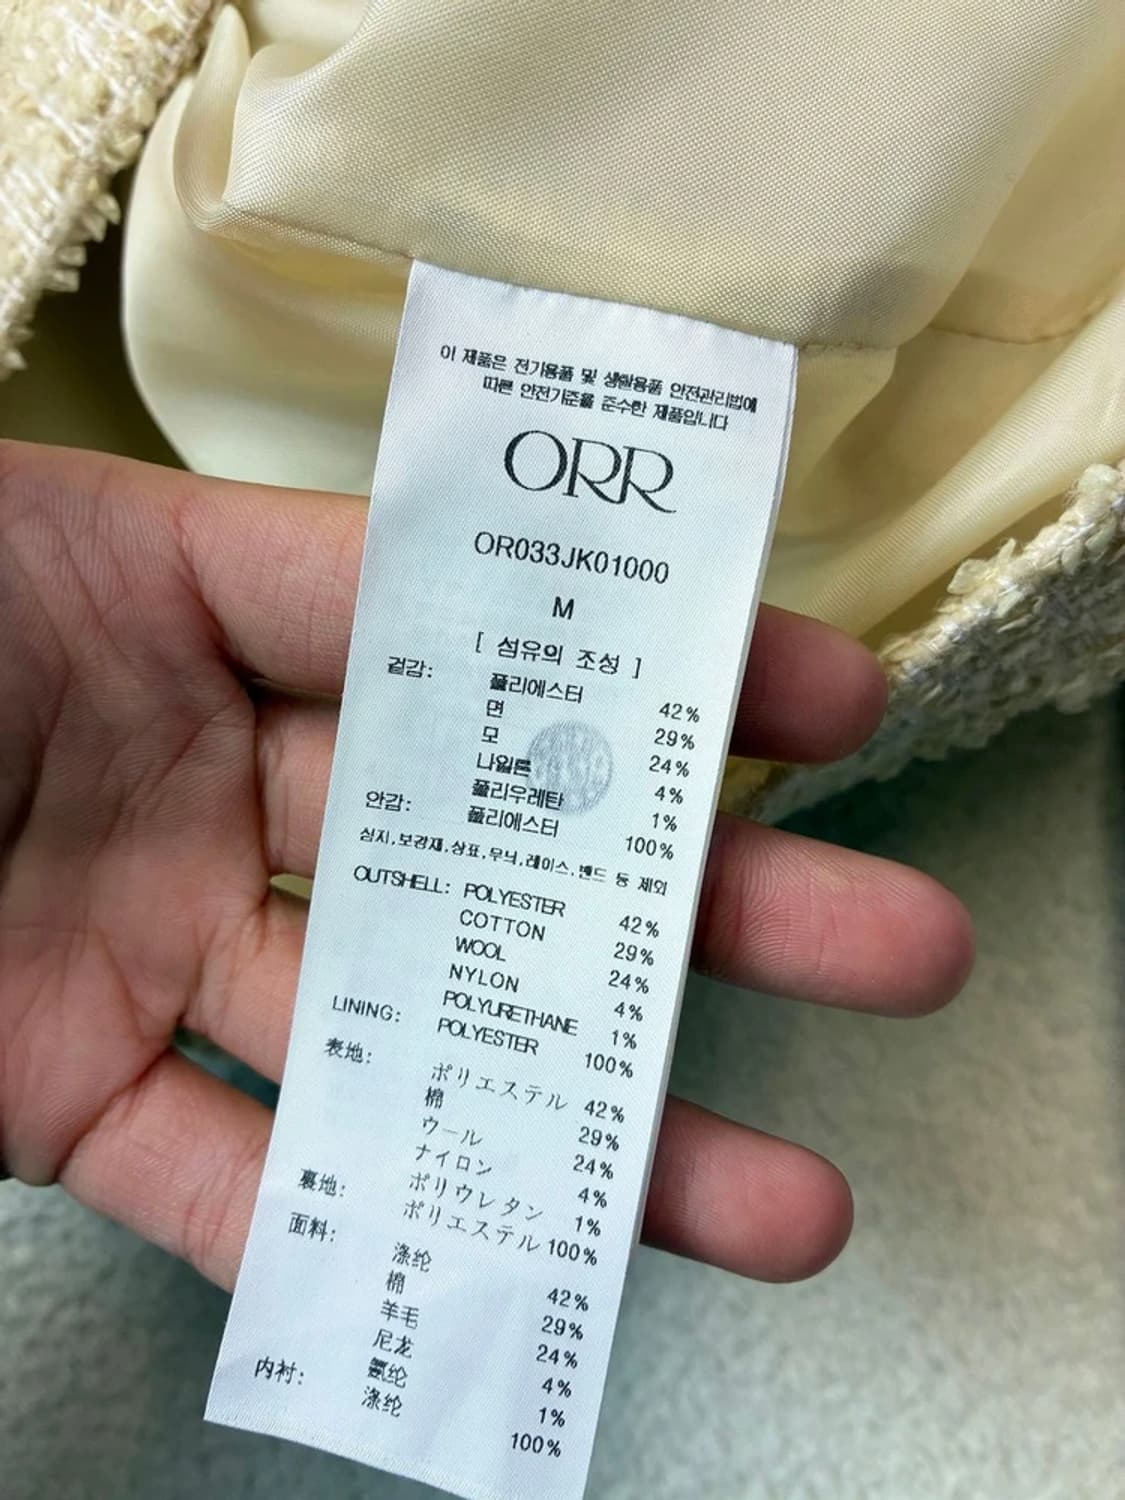 이 제품은 전기용품 및 생활용품 안전관리법에
따른 안전기준을 준수한 제품입니다
ORR
OR033JK01000
M
[ 섬유의 조성 ]
겉감: 폴리에스터 42%
면 29%
모 24%
나일론 4%
폴리우레탄 1%
안감: 폴리에스터 100%
심지.보강재.상표.무늬.레이스.밴드 등 제외
OUTSHELL: POLYESTER 42%
COTTON 29%
WOOL 24%
NYLON 4%
POLYURETHANE 1%
LINING: POLYESTER 100%
表地: ポリエステル 42%
棉 29%
ウール 24%
ナイロン 4%
ポリウレタン 1%
裏地: ポリエステル 100%
面料: 涤纶 42%
棉 29%
羊毛 24%
尼龙 4%
氨纶 1%
内衬: 涤纶 100%